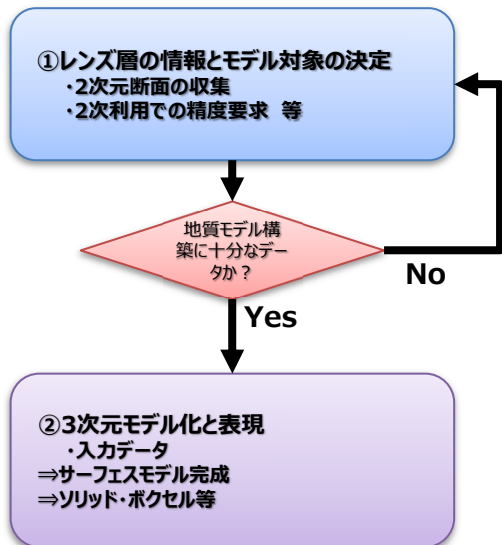 ①レンズ層の情報とモデル対象の決定
・2次元断面の収集
・2次利用での精度要求 等
地質モデル構
築に十分なデー
タか?
No
Yes
②3次元モデル化と表現
・入力データ
⇒サーフェスモデル完成
⇒ソリッド・ボクセル等